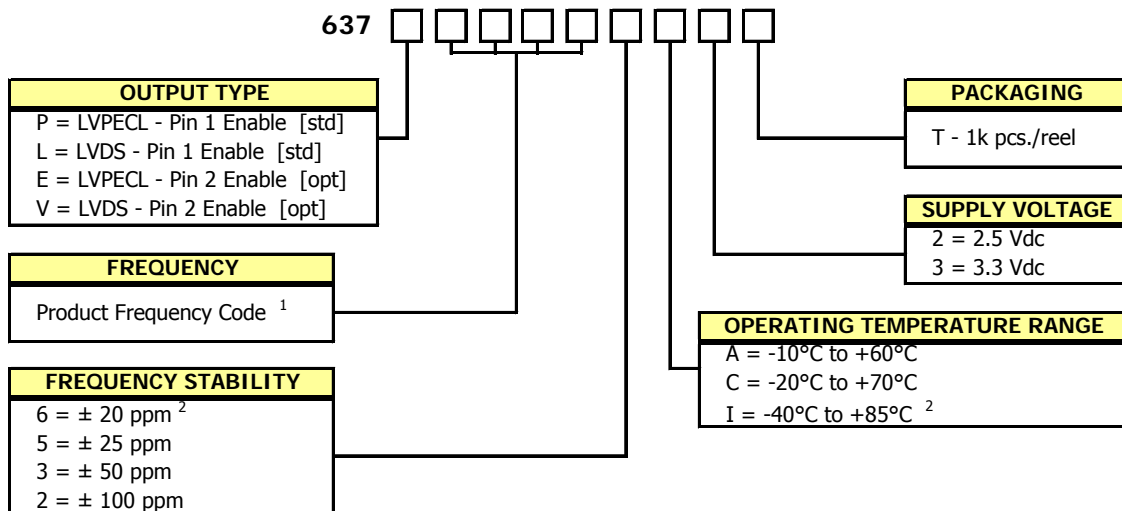 637
OUTPUT TYPE
P = LVPECL - Pin 1 Enable [std]
L = LVDS - Pin 1 Enable [std]
E = LVPECL - Pin 2 Enable [opt]
V = LVDS - Pin 2 Enable [opt]
FREQUENCY
Product Frequency Code 1
FREQUENCY STABILITY
6 = ± 20 ppm 2
5 = ± 25 ppm
3 = ± 50 ppm
2 = ± 100 ppm
PACKAGING
T - 1k pcs./reel
SUPPLY VOLTAGE
2 = 2.5 Vdc
3 = 3.3 Vdc
OPERATING TEMPERATURE RANGE
A = -10°C to +60°C
C = -20°C to +70°C
I = -40°C to +85°C 2